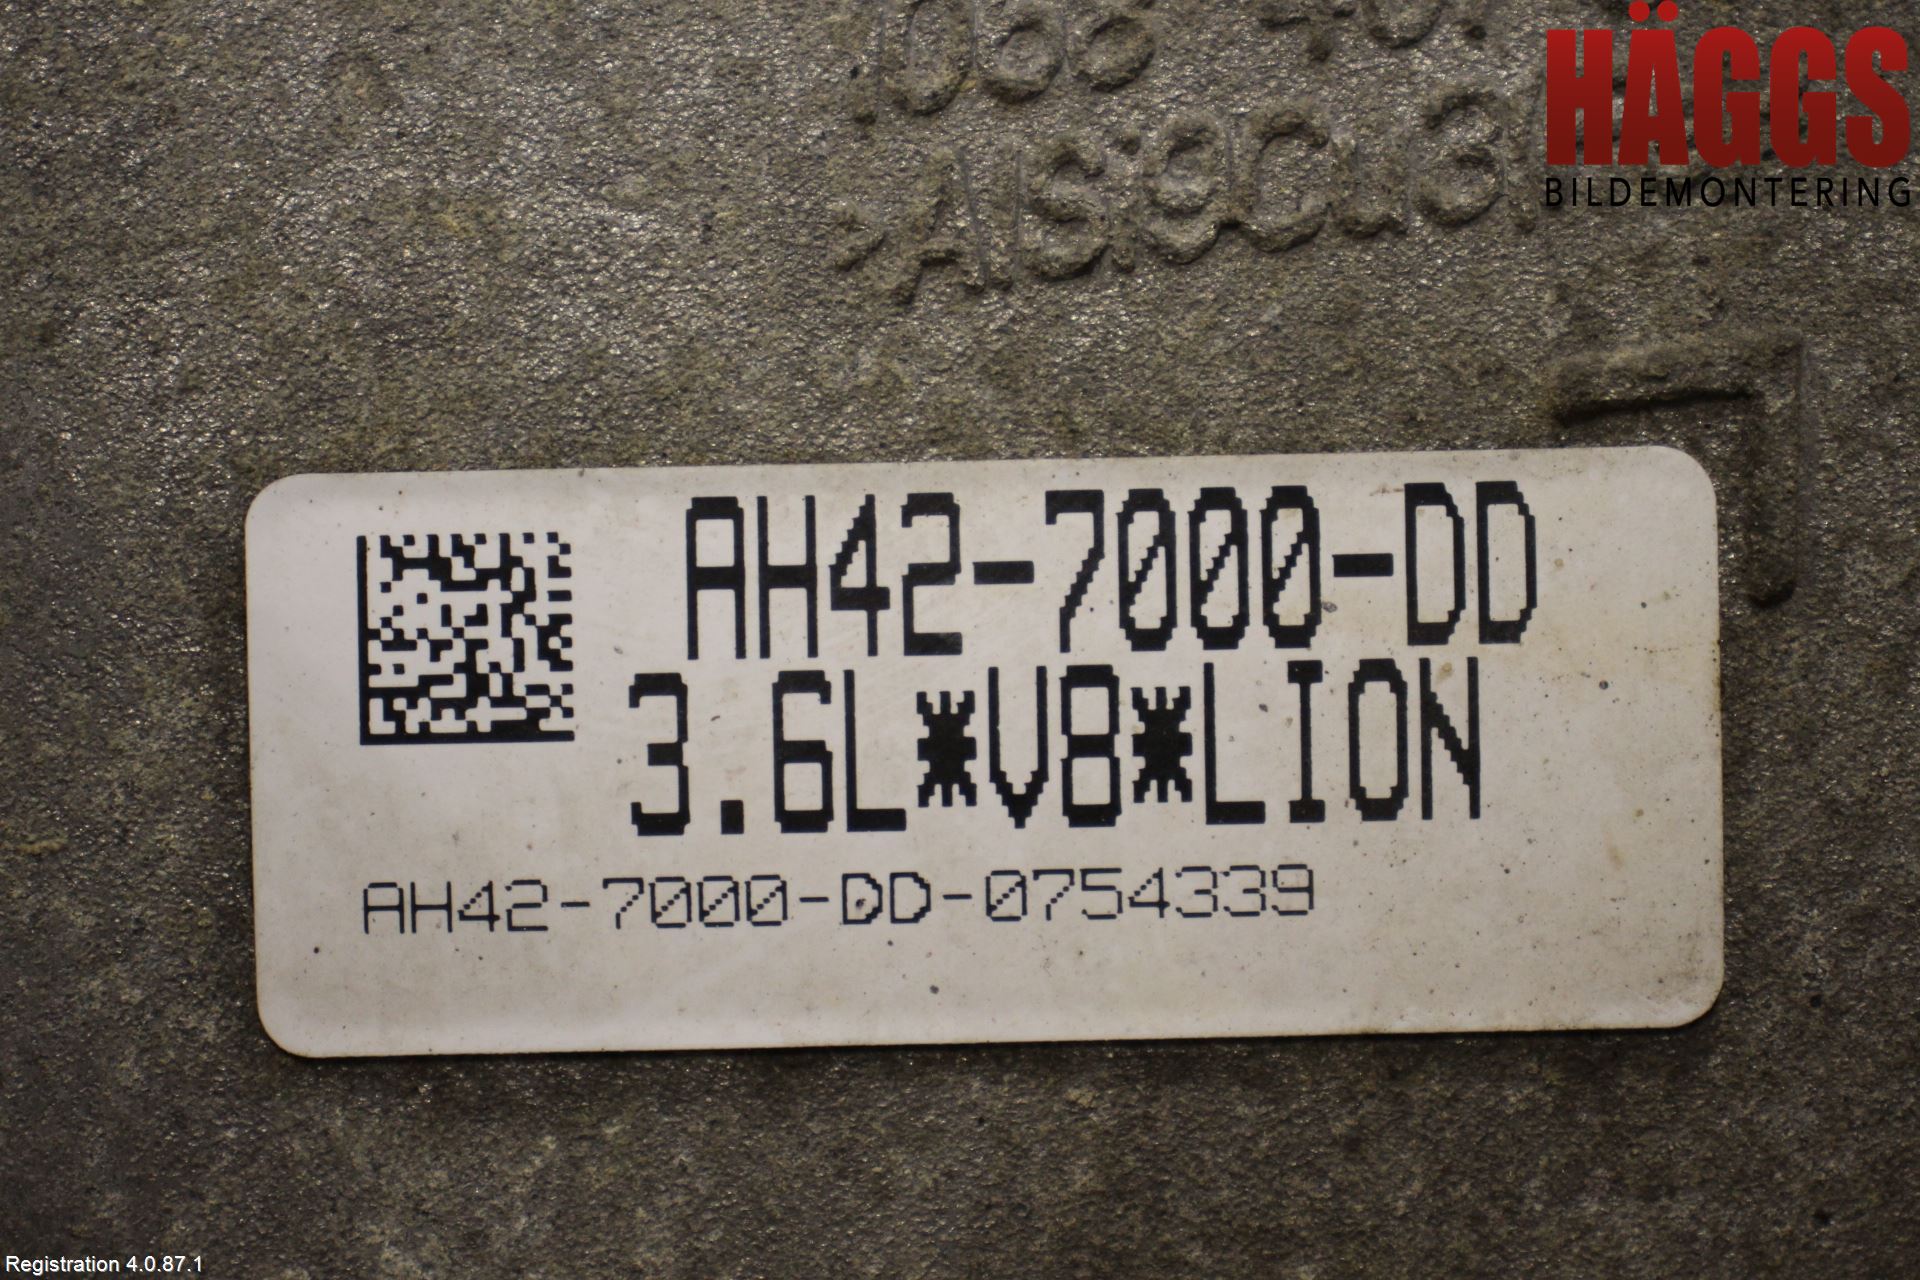 HÄGGS
BILDEMONTERING
AH42-7000-DD
3.6L*V8*LION
AH42-7000-DD-0754339
Registration 4.0.87.1